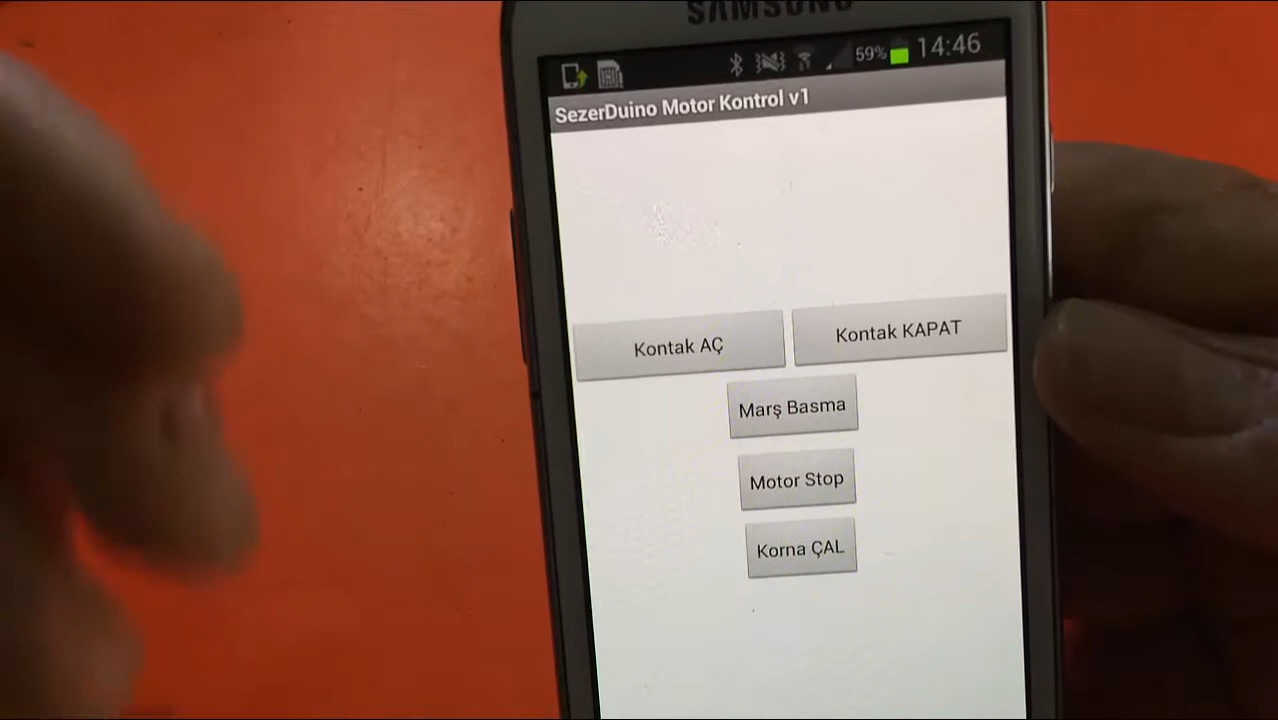 SAMSUNG
59% 14:46
SezerDuino Motor Kontrol v1
Kontak AÇ Kontak KAPAT
Marş Basma
Motor Stop
Korna ÇAL